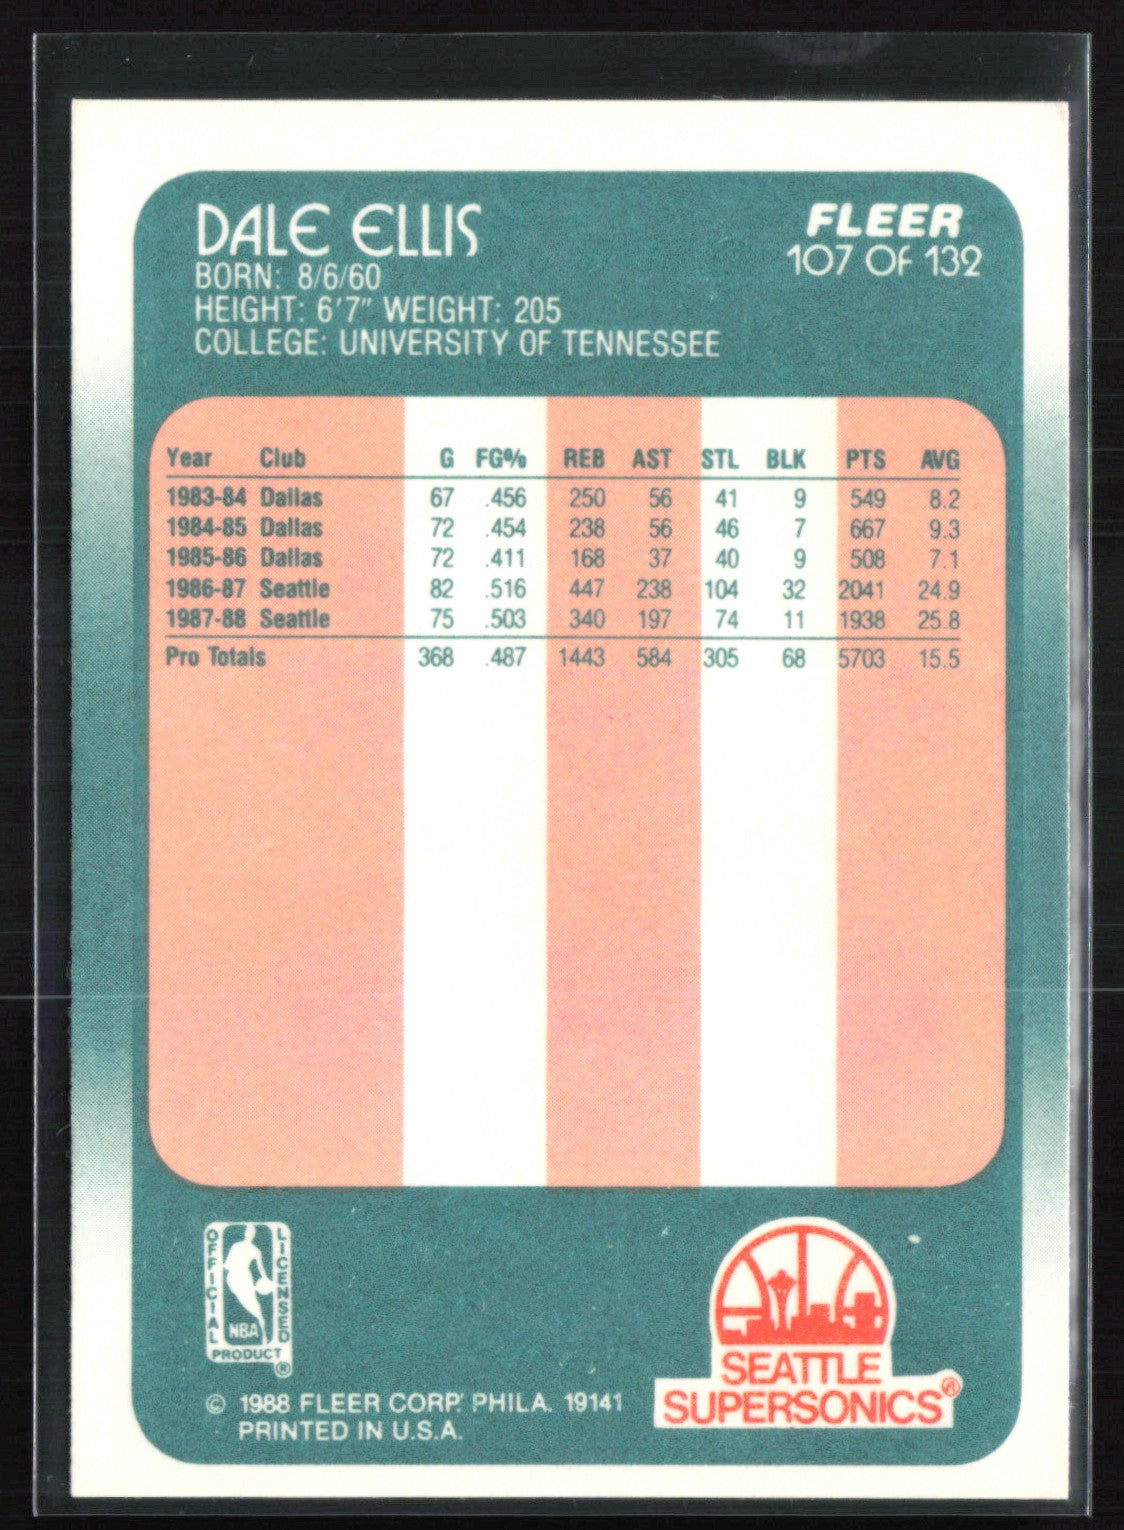 DALE ELLIS
FLEER
107 OF 132
BORN: 8/6/60
HEIGHT: 6'7" WEIGHT: 205
COLLEGE: UNIVERSITY OF TENNESSEE
Year Club G FG% REB AST STL BLK PTS AVG
1983-84 Dallas 67 .456 250 56 41 9 549 8.2
1984-85 Dallas 72 .454 238 56 46 7 667 9.3
1985-86 Dallas 72 .411 168 37 40 9 508 7.1
1986-87 Seattle 82 .516 447 238 104 32 2041 24.9
1987-88 Seattle 75 .503 340 197 74 11 1938 25.8
Pro Totals 368 .487 1443 584 305 68 5703 15.5
OFFICIAL
LICENSED
NBA
PRODUCT
®
SEATTLE
SUPERSONICS®
© 1988 FLEER CORP. PHILA. 19141
PRINTED IN U.S.A.